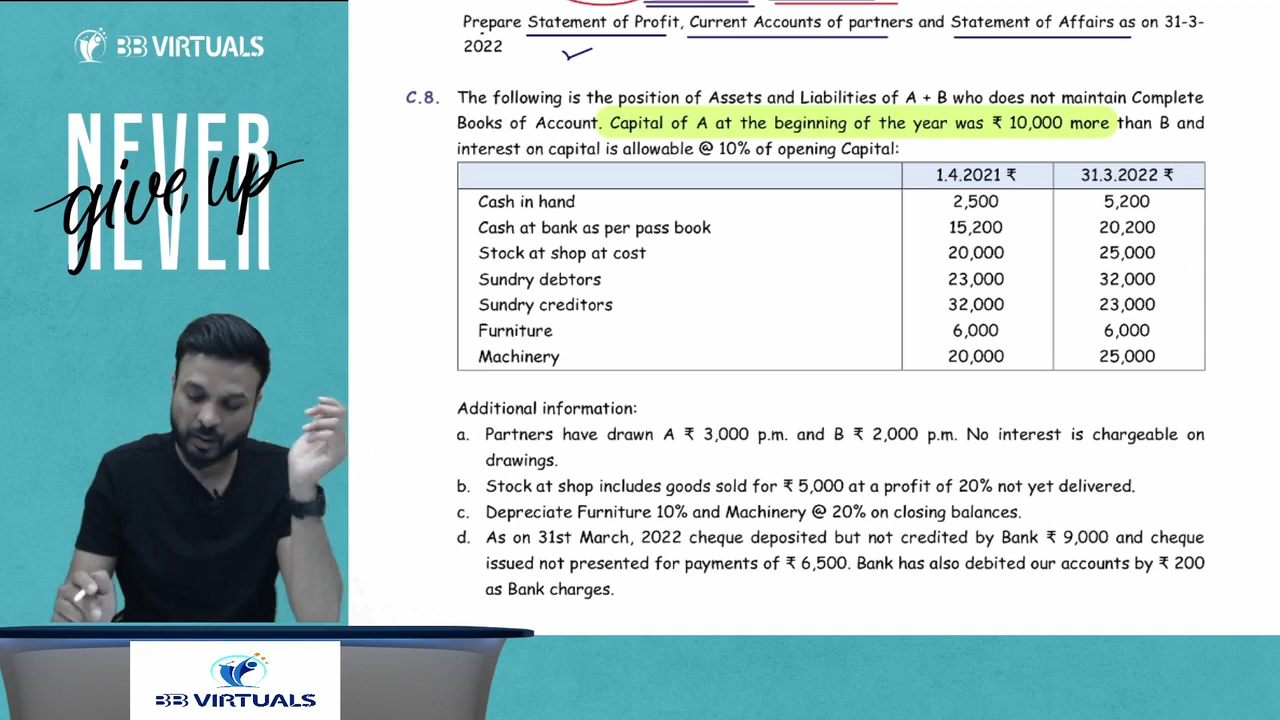 BB VIRTUALS
NEVER
give up
NEVER
Prepare Statement of Profit, Current Accounts of partners and Statement of Affairs as on 31-3-
2022
C.8. The following is the position of Assets and Liabilities of A + B who does not maintain Complete
Books of Account. Capital of A at the beginning of the year was ₹ 10,000 more than B and
interest on capital is allowable @ 10% of opening Capital:
1.4.2021 ₹ 31.3.2022 ₹
Cash in hand 2,500 5,200
Cash at bank as per pass book 15,200 20,200
Stock at shop at cost 20,000 25,000
Sundry debtors 23,000 32,000
Sundry creditors 32,000 23,000
Furniture 6,000 6,000
Machinery 20,000 25,000
Additional information:
a. Partners have drawn A ₹ 3,000 p.m. and B ₹ 2,000 p.m. No interest is chargeable on
drawings.
b. Stock at shop includes goods sold for ₹ 5,000 at a profit of 20% not yet delivered.
c. Depreciate Furniture 10% and Machinery @ 20% on closing balances.
d. As on 31st March, 2022 cheque deposited but not credited by Bank ₹ 9,000 and cheque
issued not presented for payments of ₹ 6,500. Bank has also debited our accounts by ₹ 200
as Bank charges.
BB VIRTUALS